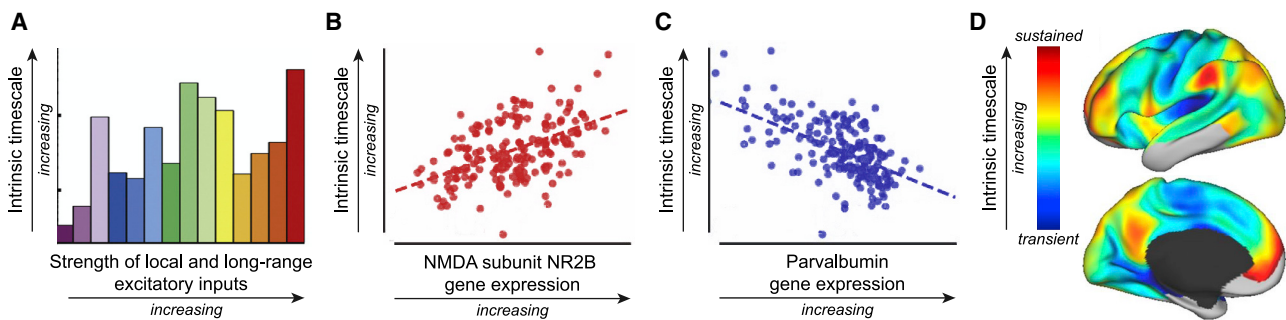 A
Intrinsic timescale
increasing
Strength of local and long-range
excitatory inputs
increasing
B
Intrinsic timescale
increasing
NMDA subunit NR2B
gene expression
increasing
C
Intrinsic timescale
increasing
Parvalbumin
gene expression
increasing
D
Intrinsic timescale
increasing
sustained
transient